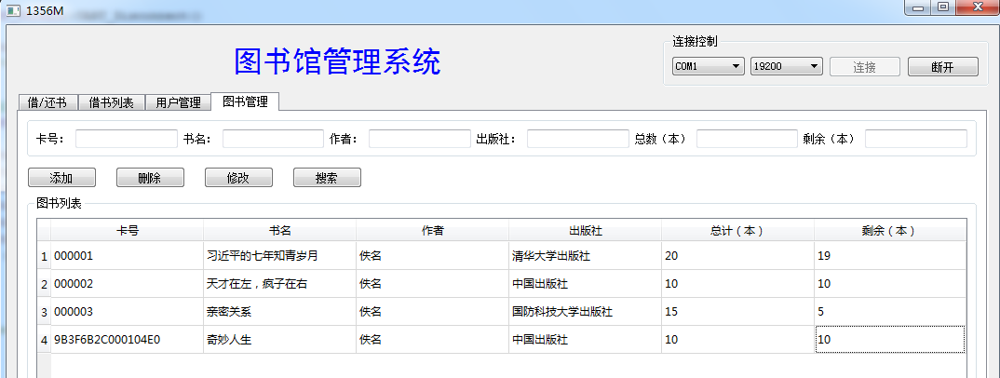 1356M
图书馆管理系统
连接控制
COM1 19200 连接 断开
借/还书 借书列表 用户管理 图书管理
卡号： 书名： 作者： 出版社： 总数（本） 剩余（本）
添加 删除 修改 搜索
图书列表
卡号 书名 作者 出版社 总计（本） 剩余（本）
1 000001 习近平的七年知青岁月 佚名 清华大学出版社 20 19
2 000002 天才在左，疯子在右 佚名 中国出版社 10 10
3 000003 亲密关系 佚名 国防科技大学出版社 15 5
4 9B3F6B2C000104E0 奇妙人生 佚名 中国出版社 10 10